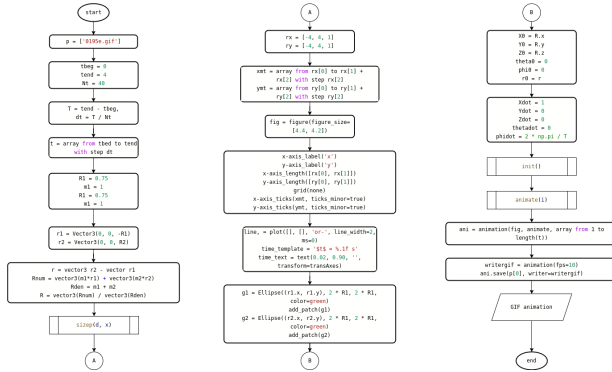 start
p = ['0195e.gif']
tbeg = 0
tend = 4
Nt = 40
T = tend - tbeg,
dt = T / Nt
t = array from tbed to tend
with step dt
R1 = 0.75
m1 = 1
R1 = 0.75
m1 = 1
r1 = Vector3(0, 0, -R1)
r2 = Vector3(0, 0, R2)
r = vector3 r2 - vector r1
Rnum = vector3(m1*r1) + vector3(m2*r2)
Rden = m1 + m2
R = vector3(Rnum) / vector3(Rden)
sizep(d, x)
A
A
rx = [-4, 4, 1]
ry = [-4, 4, 1]
xmt = array from rx[0] to rx[1] +
rx[2] with step rx[2]
ymt = array from ry[0] to ry[1] +
ry[2] with step ry[2]
fig = figure(figure_size=
[4.4, 4.2])
x-axis_label('x')
y-axis_label('y')
x-axis_length([rx[0], rx[1]])
y-axis_length([ry[0], ry[1]])
grid(none)
x-axis_ticks(xmt, ticks_minor=true)
y-axis_ticks(ymt, ticks_minor=true)
line, = plot([], [], 'or-', line_width=2,
ms=0)
time_template = '$t$ = %.1f s'
time_text = text(0.02, 0.90, '',
transform=transAxes)
g1 = Ellipse((r1.x, r1.y), 2 * R1, 2 * R1,
color=green)
add_patch(g1)
g2 = Ellipse((r2.x, r2.y), 2 * R1, 2 * R1,
color=green)
add_patch(g2)
B
B
X0 = R.x
Y0 = R.y
Z0 = R.z
theta0 = 0
phi0 = 0
r0 = r
Xdot = 1
Ydot = 0
Zdot = 0
thetadot = 0
phidot = 2 * np.pi / T
init()
animate(i)
ani = animation(fig, animate, array from 1 to
length(t))
writergif = animation(fps=10)
ani.save(p[0], writer=writergif)
GIF animation
end